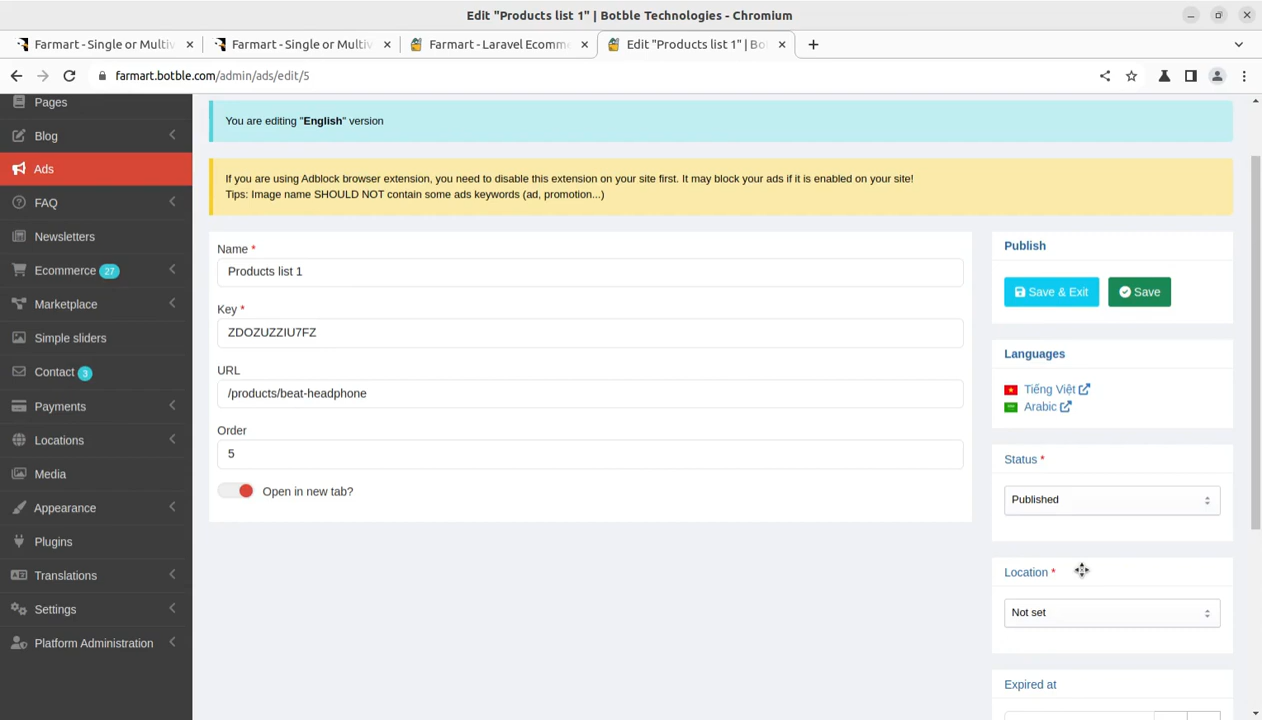 Edit "Products list 1" | Botble Technologies - Chromium
Farmart - Single or Multiv
Farmart - Single or Multiv
Farmart - Laravel Ecomm
Edit "Products list 1" | Bo
farmart.botble.com/admin/ads/edit/5
Pages
Blog
Ads
FAQ
Newsletters
Ecommerce 27
Marketplace
Simple sliders
Contact 3
Payments
Locations
Media
Appearance
Plugins
Translations
Settings
Platform Administration
You are editing "English" version
If you are using Adblock browser extension, you need to disable this extension on your site first. It may block your ads if it is enabled on your site!
Tips: Image name SHOULD NOT contain some ads keywords (ad, promotion...)
Name *
Products list 1
Key *
ZDOZUZZIU7FZ
URL
/products/beat-headphone
Order
5
Open in new tab?
Publish
Save & Exit
Save
Languages
Tiếng Việt
Arabic
Status *
Published
Location *
Not set
Expired at